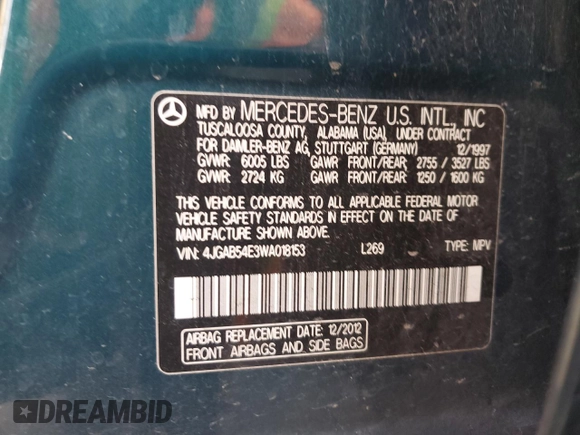 MFD BY MERCEDES-BENZ U.S. INTL., INC
TUSCALOOSA COUNTY, ALABAMA (USA), UNDER CONTRACT
FOR DAIMLER-BENZ AG, STUTTGART (GERMANY) 12/1997
GVWR: 6005 LBS GAWR FRONT/REAR: 2755 / 3527 LBS
GVWR: 2724 KG GAWR FRONT/REAR: 1250 / 1600 KG
THIS VEHICLE CONFORMS TO ALL APPLICABLE FEDERAL MOTOR
VEHICLE SAFETY STANDARDS IN EFFECT ON THE DATE OF
MANUFACTURE SHOWN ABOVE.
VIN: 4JGAB54E3WA018153 L269 TYPE: MPV
AIRBAG REPLACEMENT DATE: 12/2012
FRONT AIRBAGS AND SIDE BAGS
DREAMBID